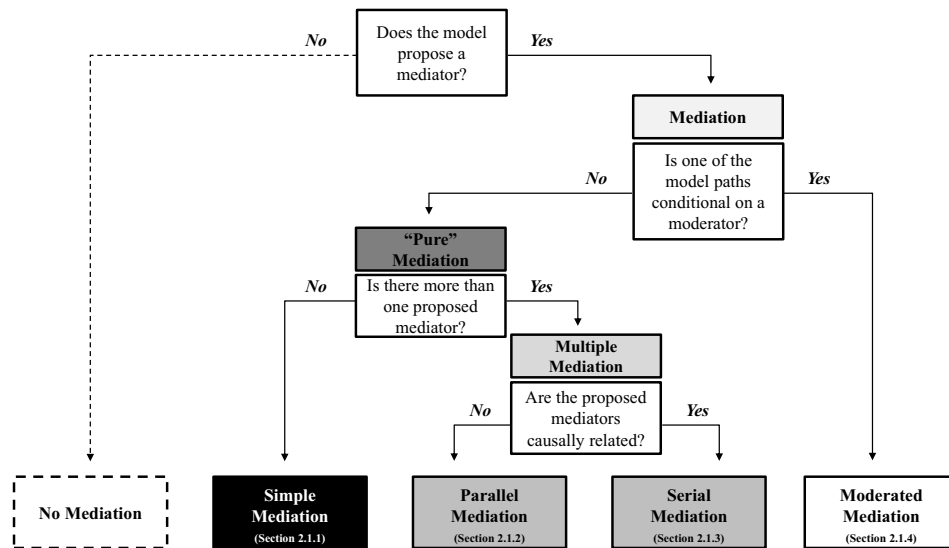 No
Does the model
propose a
mediator?
Yes
Mediation
Is one of the
model paths
conditional on a
moderator?
No
Yes
“Pure”
Mediation
Is there more than
one proposed
mediator?
No
Yes
Multiple
Mediation
Are the proposed
mediators
causally related?
No
Yes
No Mediation
Simple
Mediation
(Section 2.1.1)
Parallel
Mediation
(Section 2.1.2)
Serial
Mediation
(Section 2.1.3)
Moderated
Mediation
(Section 2.1.4)